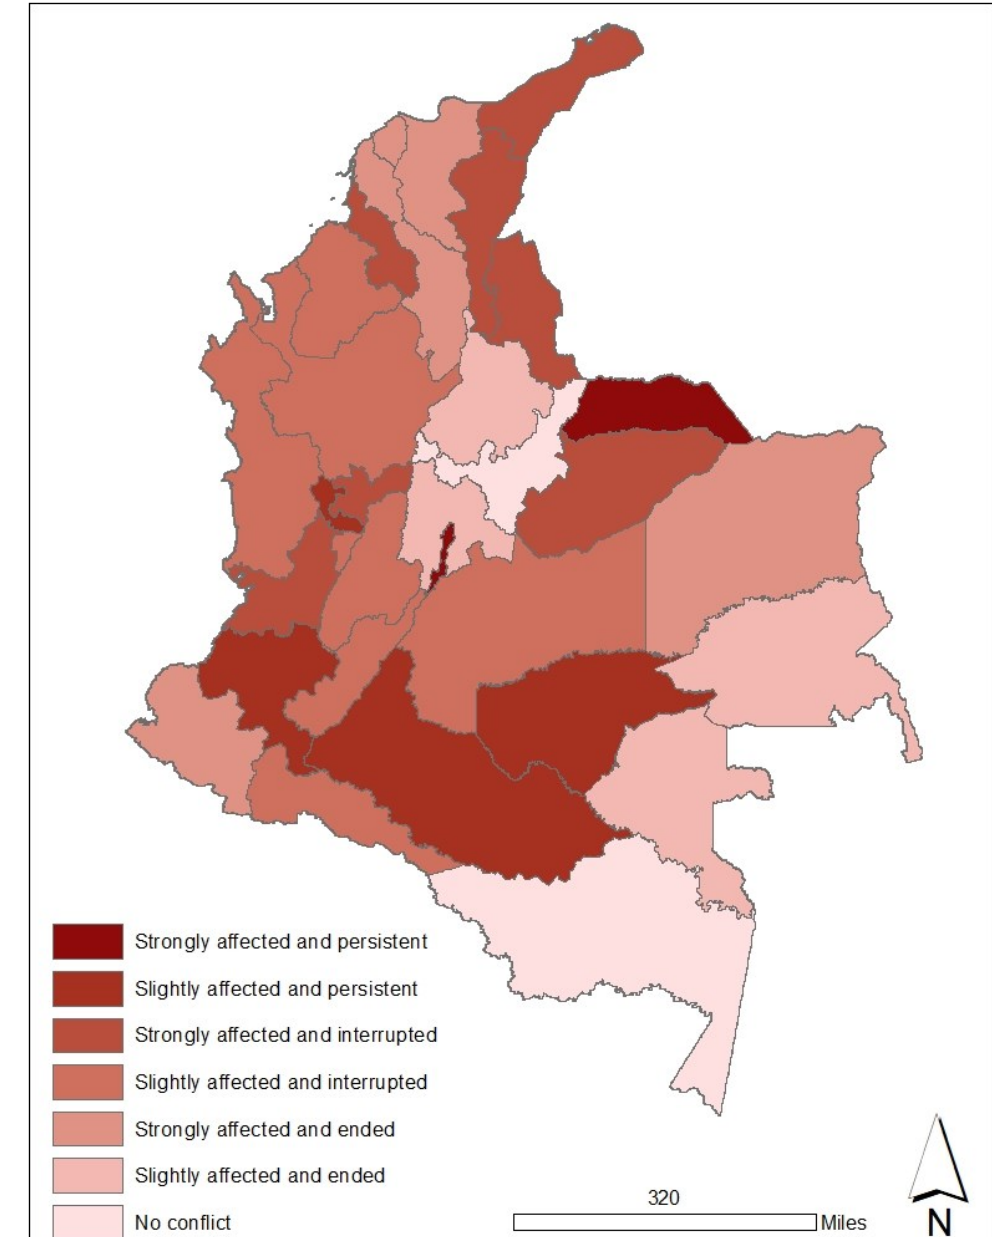 Strongly affected and persistent
Slightly affected and persistent
Strongly affected and interrupted
Slightly affected and interrupted
Strongly affected and ended
Slightly affected and ended
No conflict
320
Miles
N